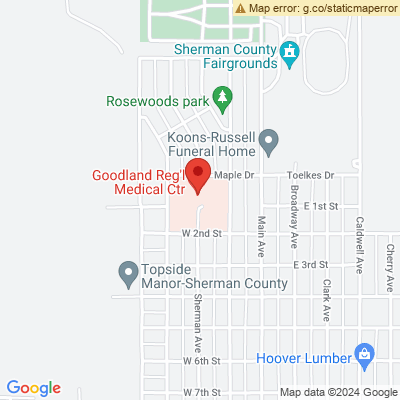 Map error: g.co/staticmaperror
Sherman County
Fairgrounds
Rosewoods park
Koons-Russell
Funeral Home
Goodland Reg'l
Medical Ctr
Maple Dr
Toelkes Dr
E 1st St
Main Ave
Broadway Ave
Caldwell Ave
W 2nd St
E 3rd St
Cherry Ave
Topside
Manor-Sherman County
Clark Ave
Sherman Ave
W 6th St
Hoover Lumber
Google
W 7th St
Map data ©2024 Google